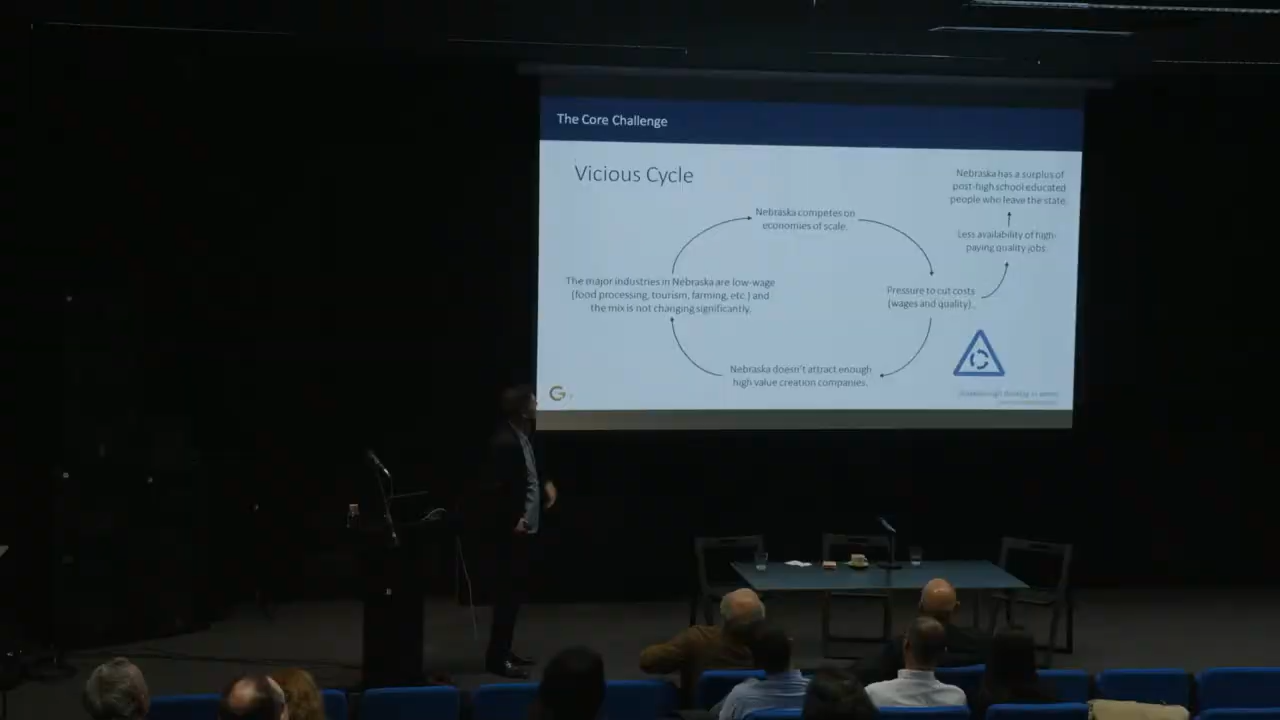 The Core Challenge
Vicious Cycle
Nebraska has a surplus of
post-high school educated
people who leave the state.
Nebraska competes on
economies of scale.
Less availability of high-
paying quality jobs.
The major industries in Nebraska are low-wage
(food processing, tourism, farming, etc.) and
the mix is not changing significantly.
Pressure to cut costs
(wages and quality).
Nebraska doesn't attract enough
high value creation companies.
G